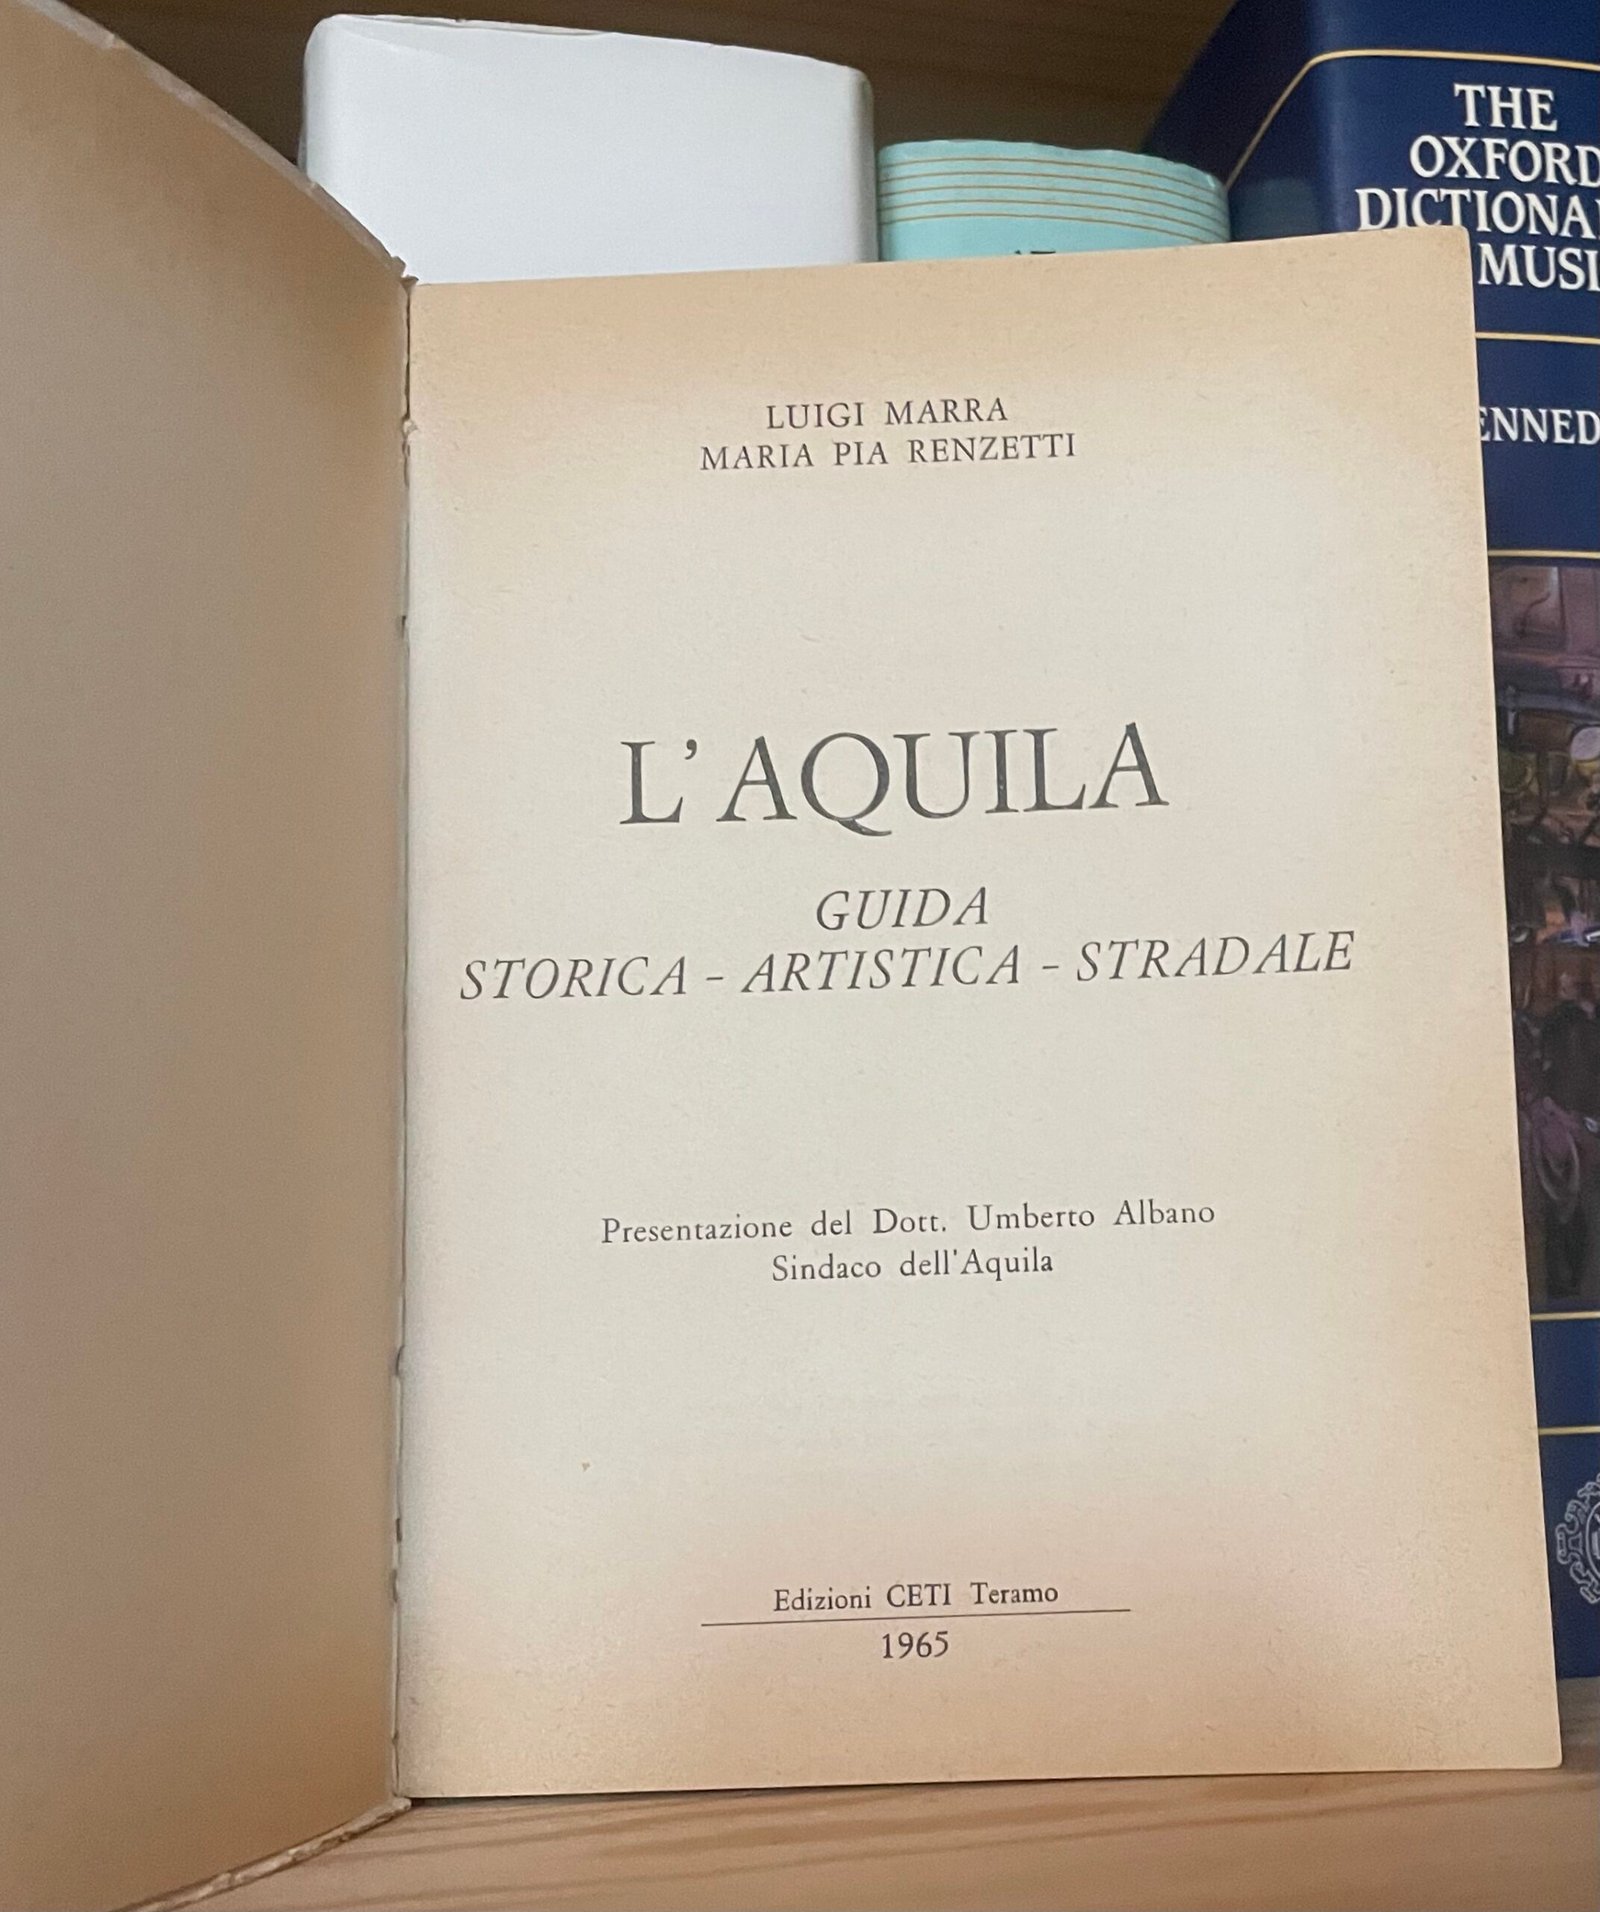 LUIGI MARRA
MARIA PIA RENZETTI
L'AQUILA
GUIDA
STORICA - ARTISTICA - STRADALE
Presentazione del Dott. Umberto Albano
Sindaco dell'Aquila
Edizioni CETI Teramo
1965
THE
OXFORD